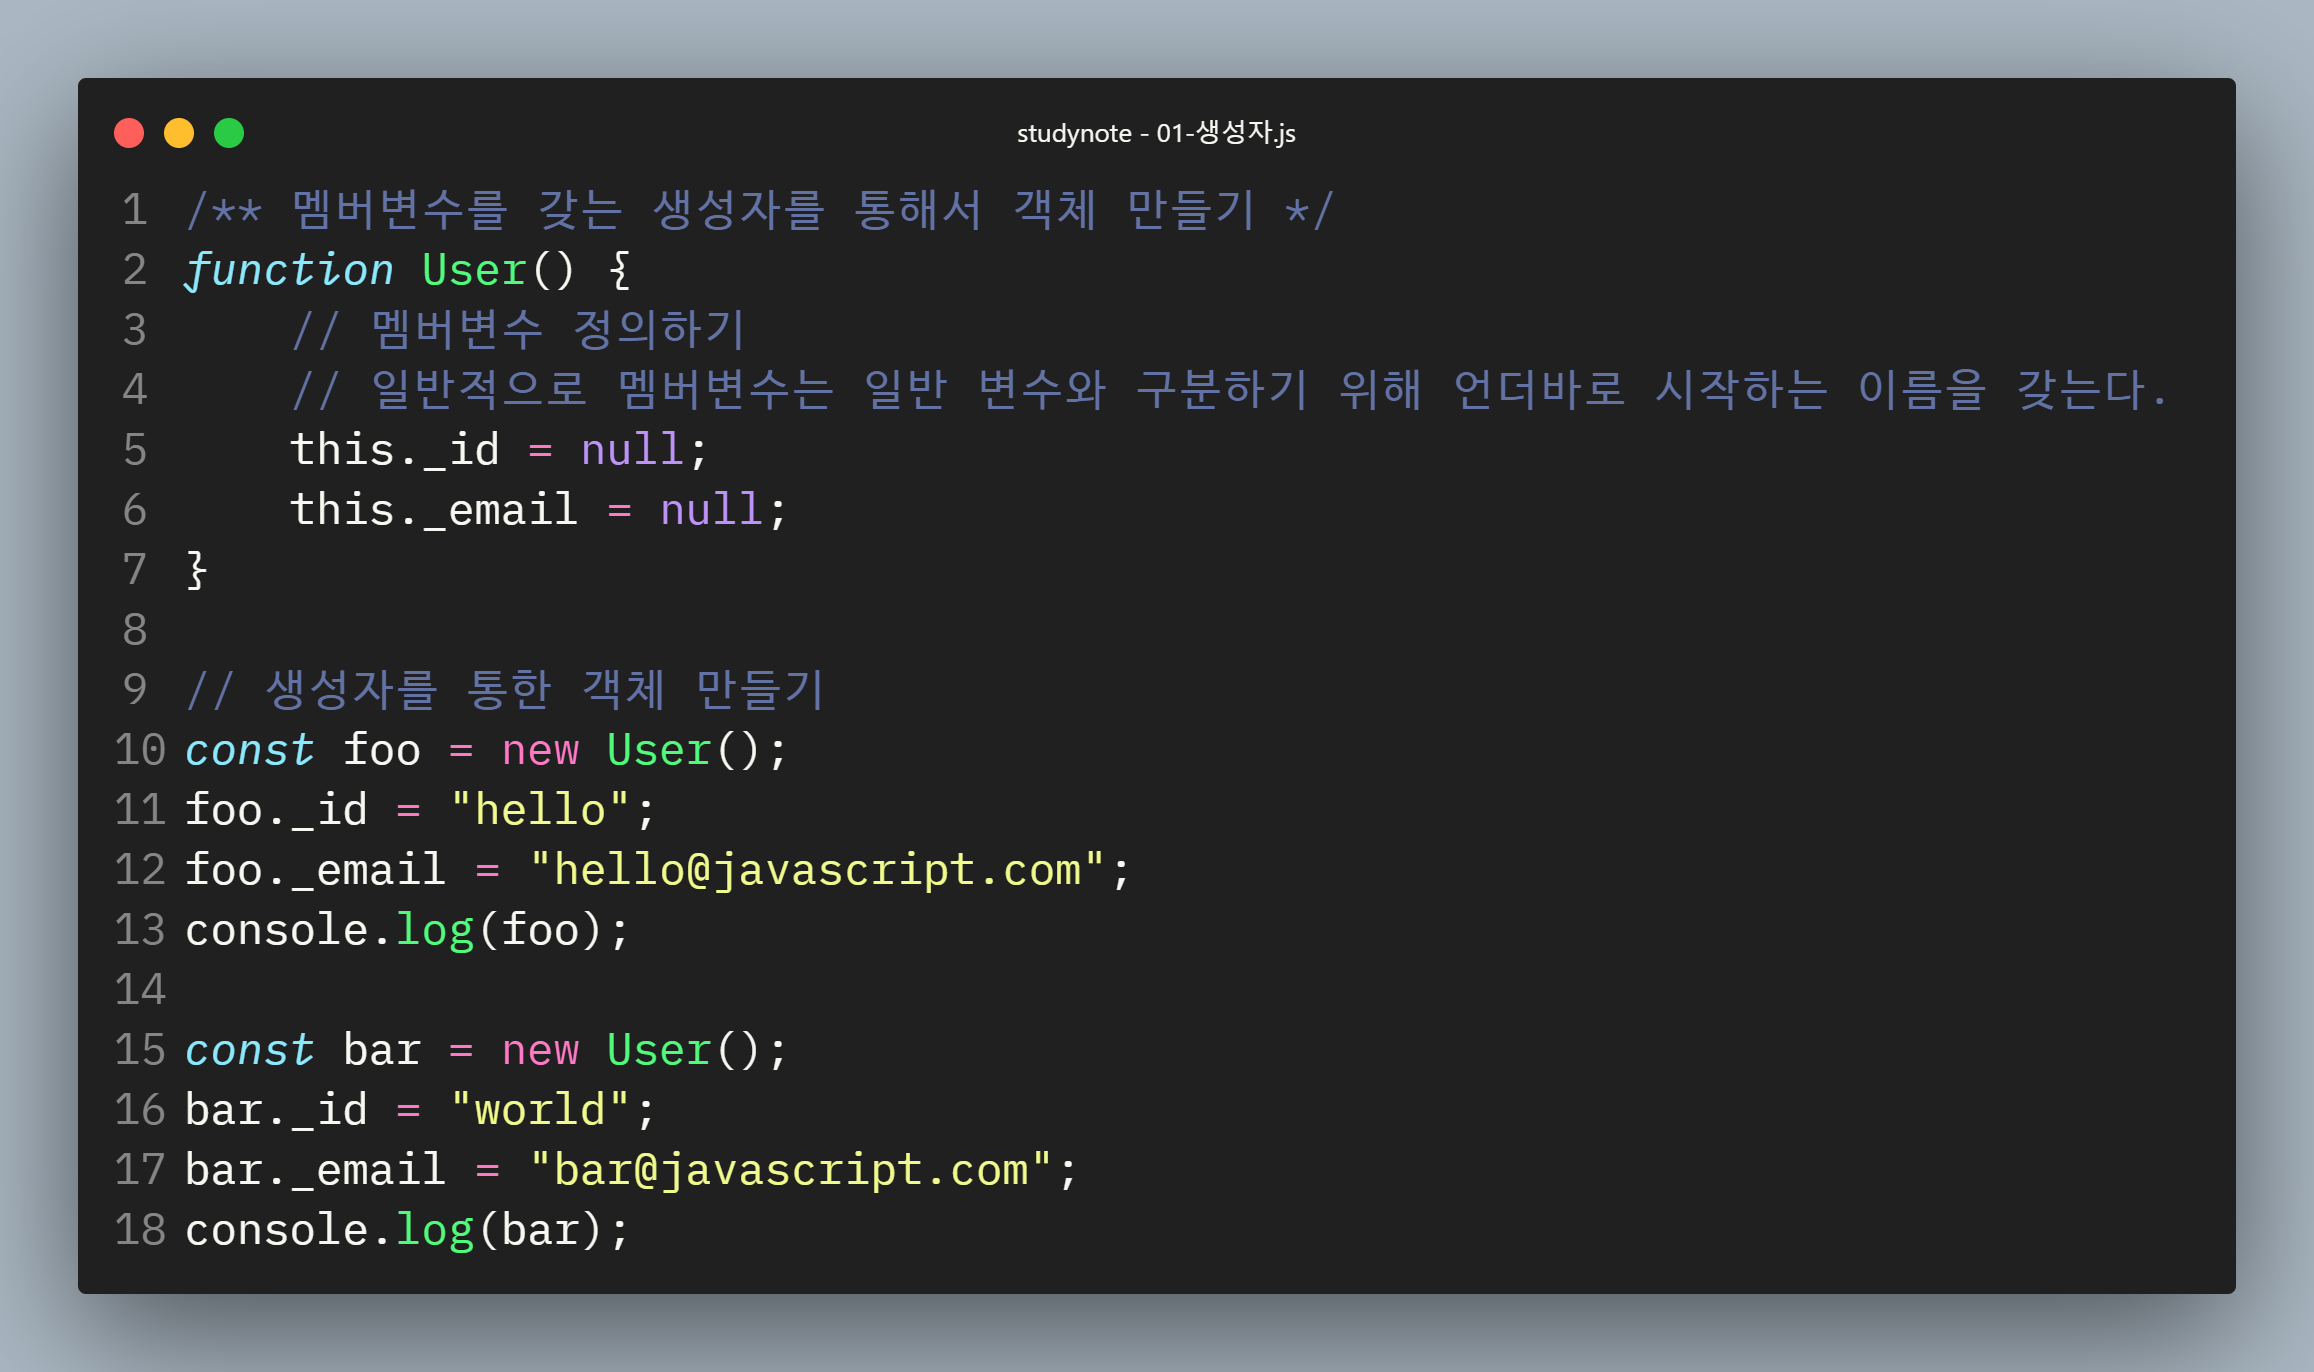 studynote - 01-생성자.js
1 /** 멤버변수를 갖는 생성자를 통해서 객체 만들기 */
2 function User() {
3     // 멤버변수 정의하기
4     // 일반적으로 멤버변수는 일반 변수와 구분하기 위해 언더바로 시작하는 이름을 갖는다.
5     this._id = null;
6     this._email = null;
7 }
8
9 // 생성자를 통한 객체 만들기
10 const foo = new User();
11 foo._id = "hello";
12 foo._email = "hello@javascript.com";
13 console.log(foo);
14
15 const bar = new User();
16 bar._id = "world";
17 bar._email = "bar@javascript.com";
18 console.log(bar);